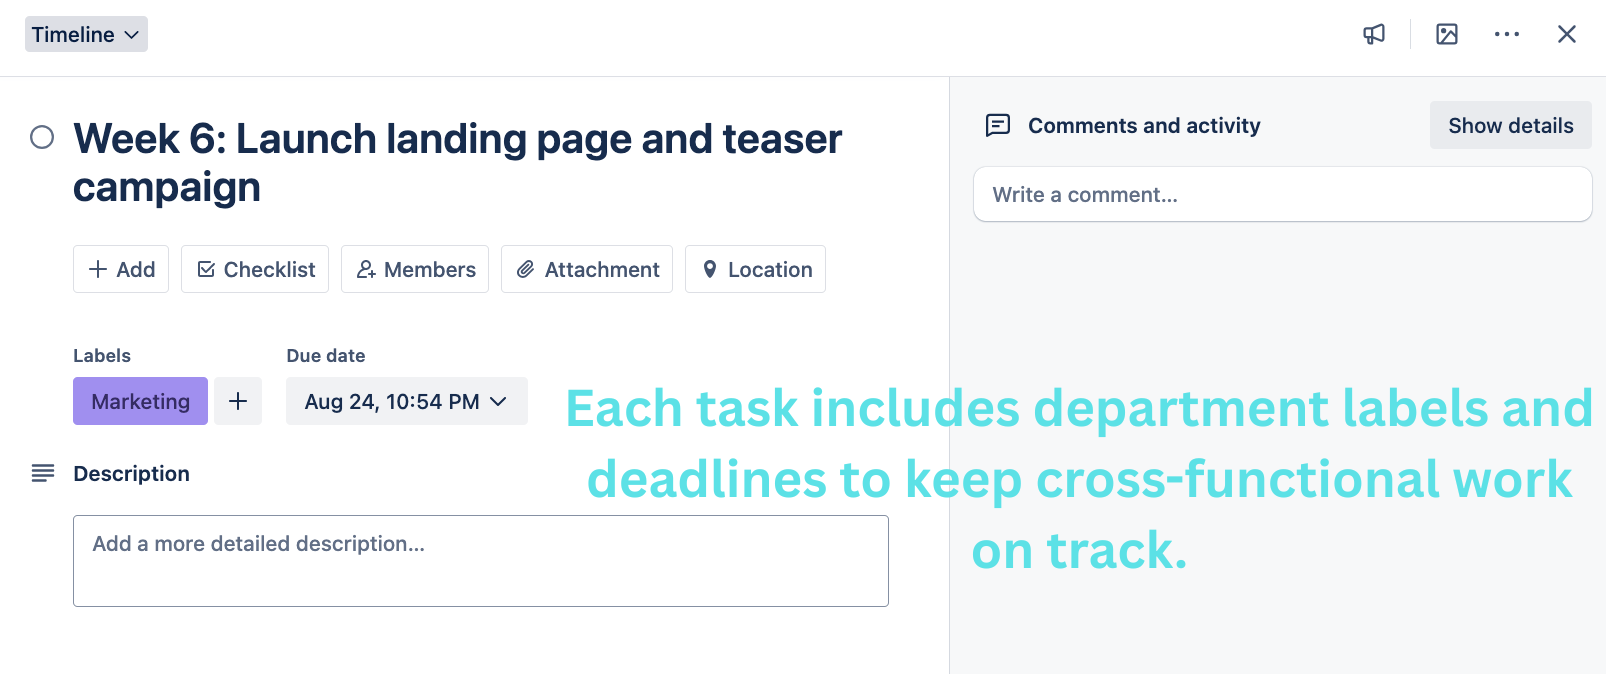 Timeline
Week 6: Launch landing page and teaser
campaign
Add
Checklist
Members
Attachment
Location
Labels
Due date
Marketing
Aug 24, 10:54 PM
Description
Add a more detailed description...
Comments and activity
Show details
Write a comment...
Each task includes department labels and
deadlines to keep cross-functional work
on track.